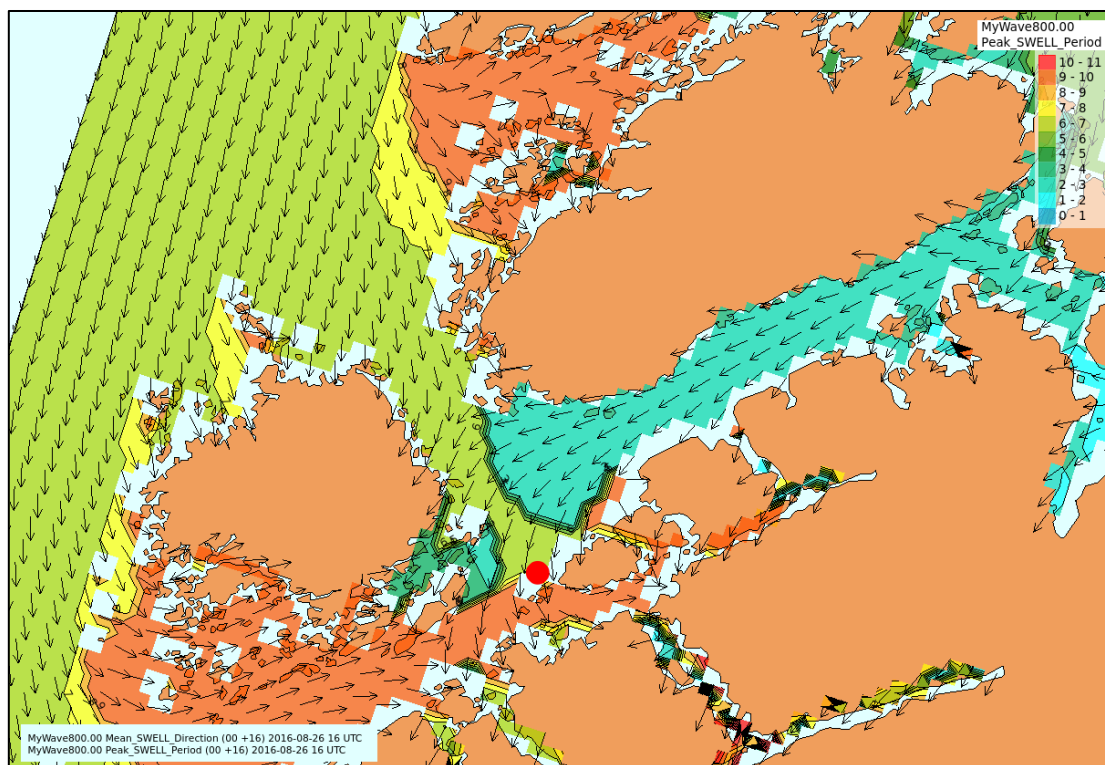 MyWave800.00
Peak_SWELL_Period
10 - 11
9 - 10
8 - 9
7 - 8
6 - 7
5 - 6
4 - 5
3 - 4
2 - 3
1 - 2
0 - 1
MyWave800.00 Mean_SWELL_Direction (00 +16) 2016-08-26 16 UTC
MyWave800.00 Peak_SWELL_Period (00 +16) 2016-08-26 16 UTC